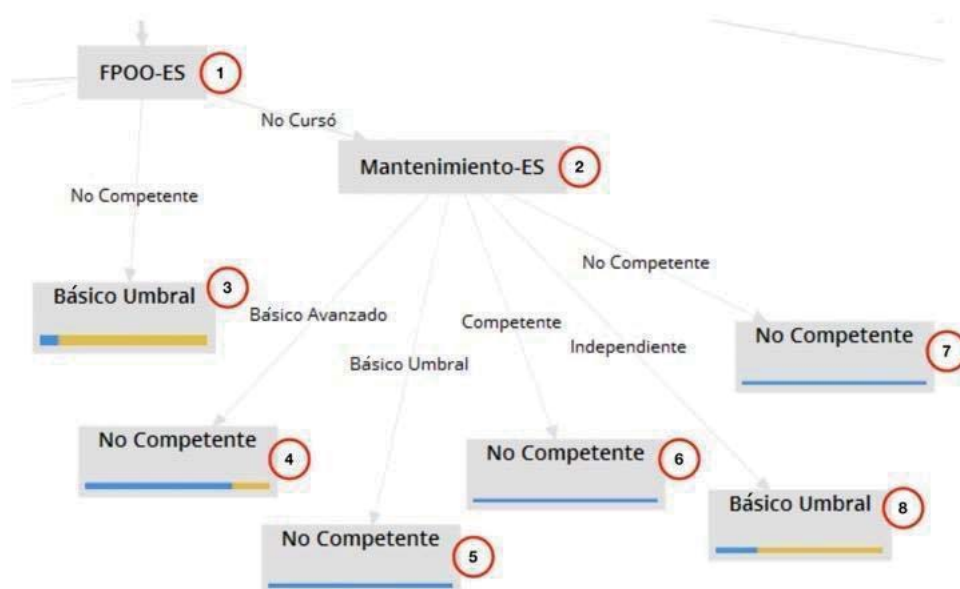 FPOO-ES 1
No Cursó
Mantenimiento-ES 2
No Competente
No Competente
Básico Umbral 3
Básico Avanzado
Competente
Independiente
Básico Umbral
No Competente 7
No Competente 4
No Competente 6
Básico Umbral 8
No Competente 5